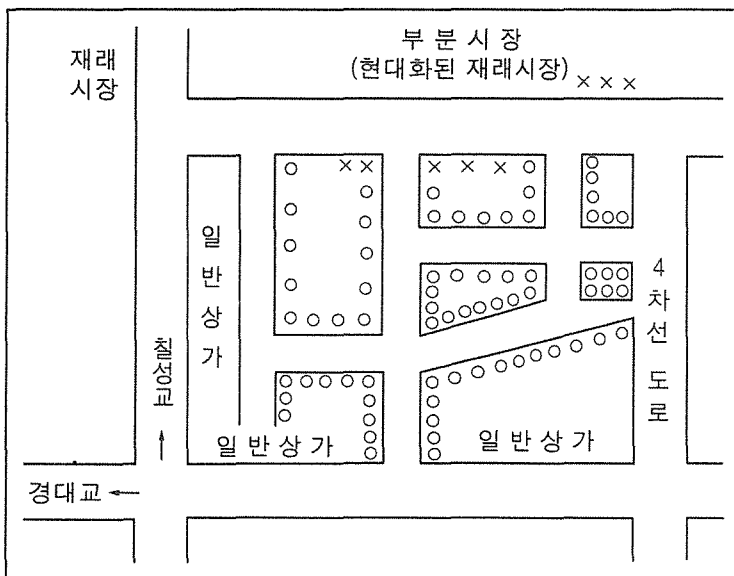 재래
시장
부 분 시 장
(현대화된 재래시장)
× × ×
일
반
상
가
4
차
선
도
로
칠성교
↑
일 반 상 가
일 반 상 가
경대교 ←